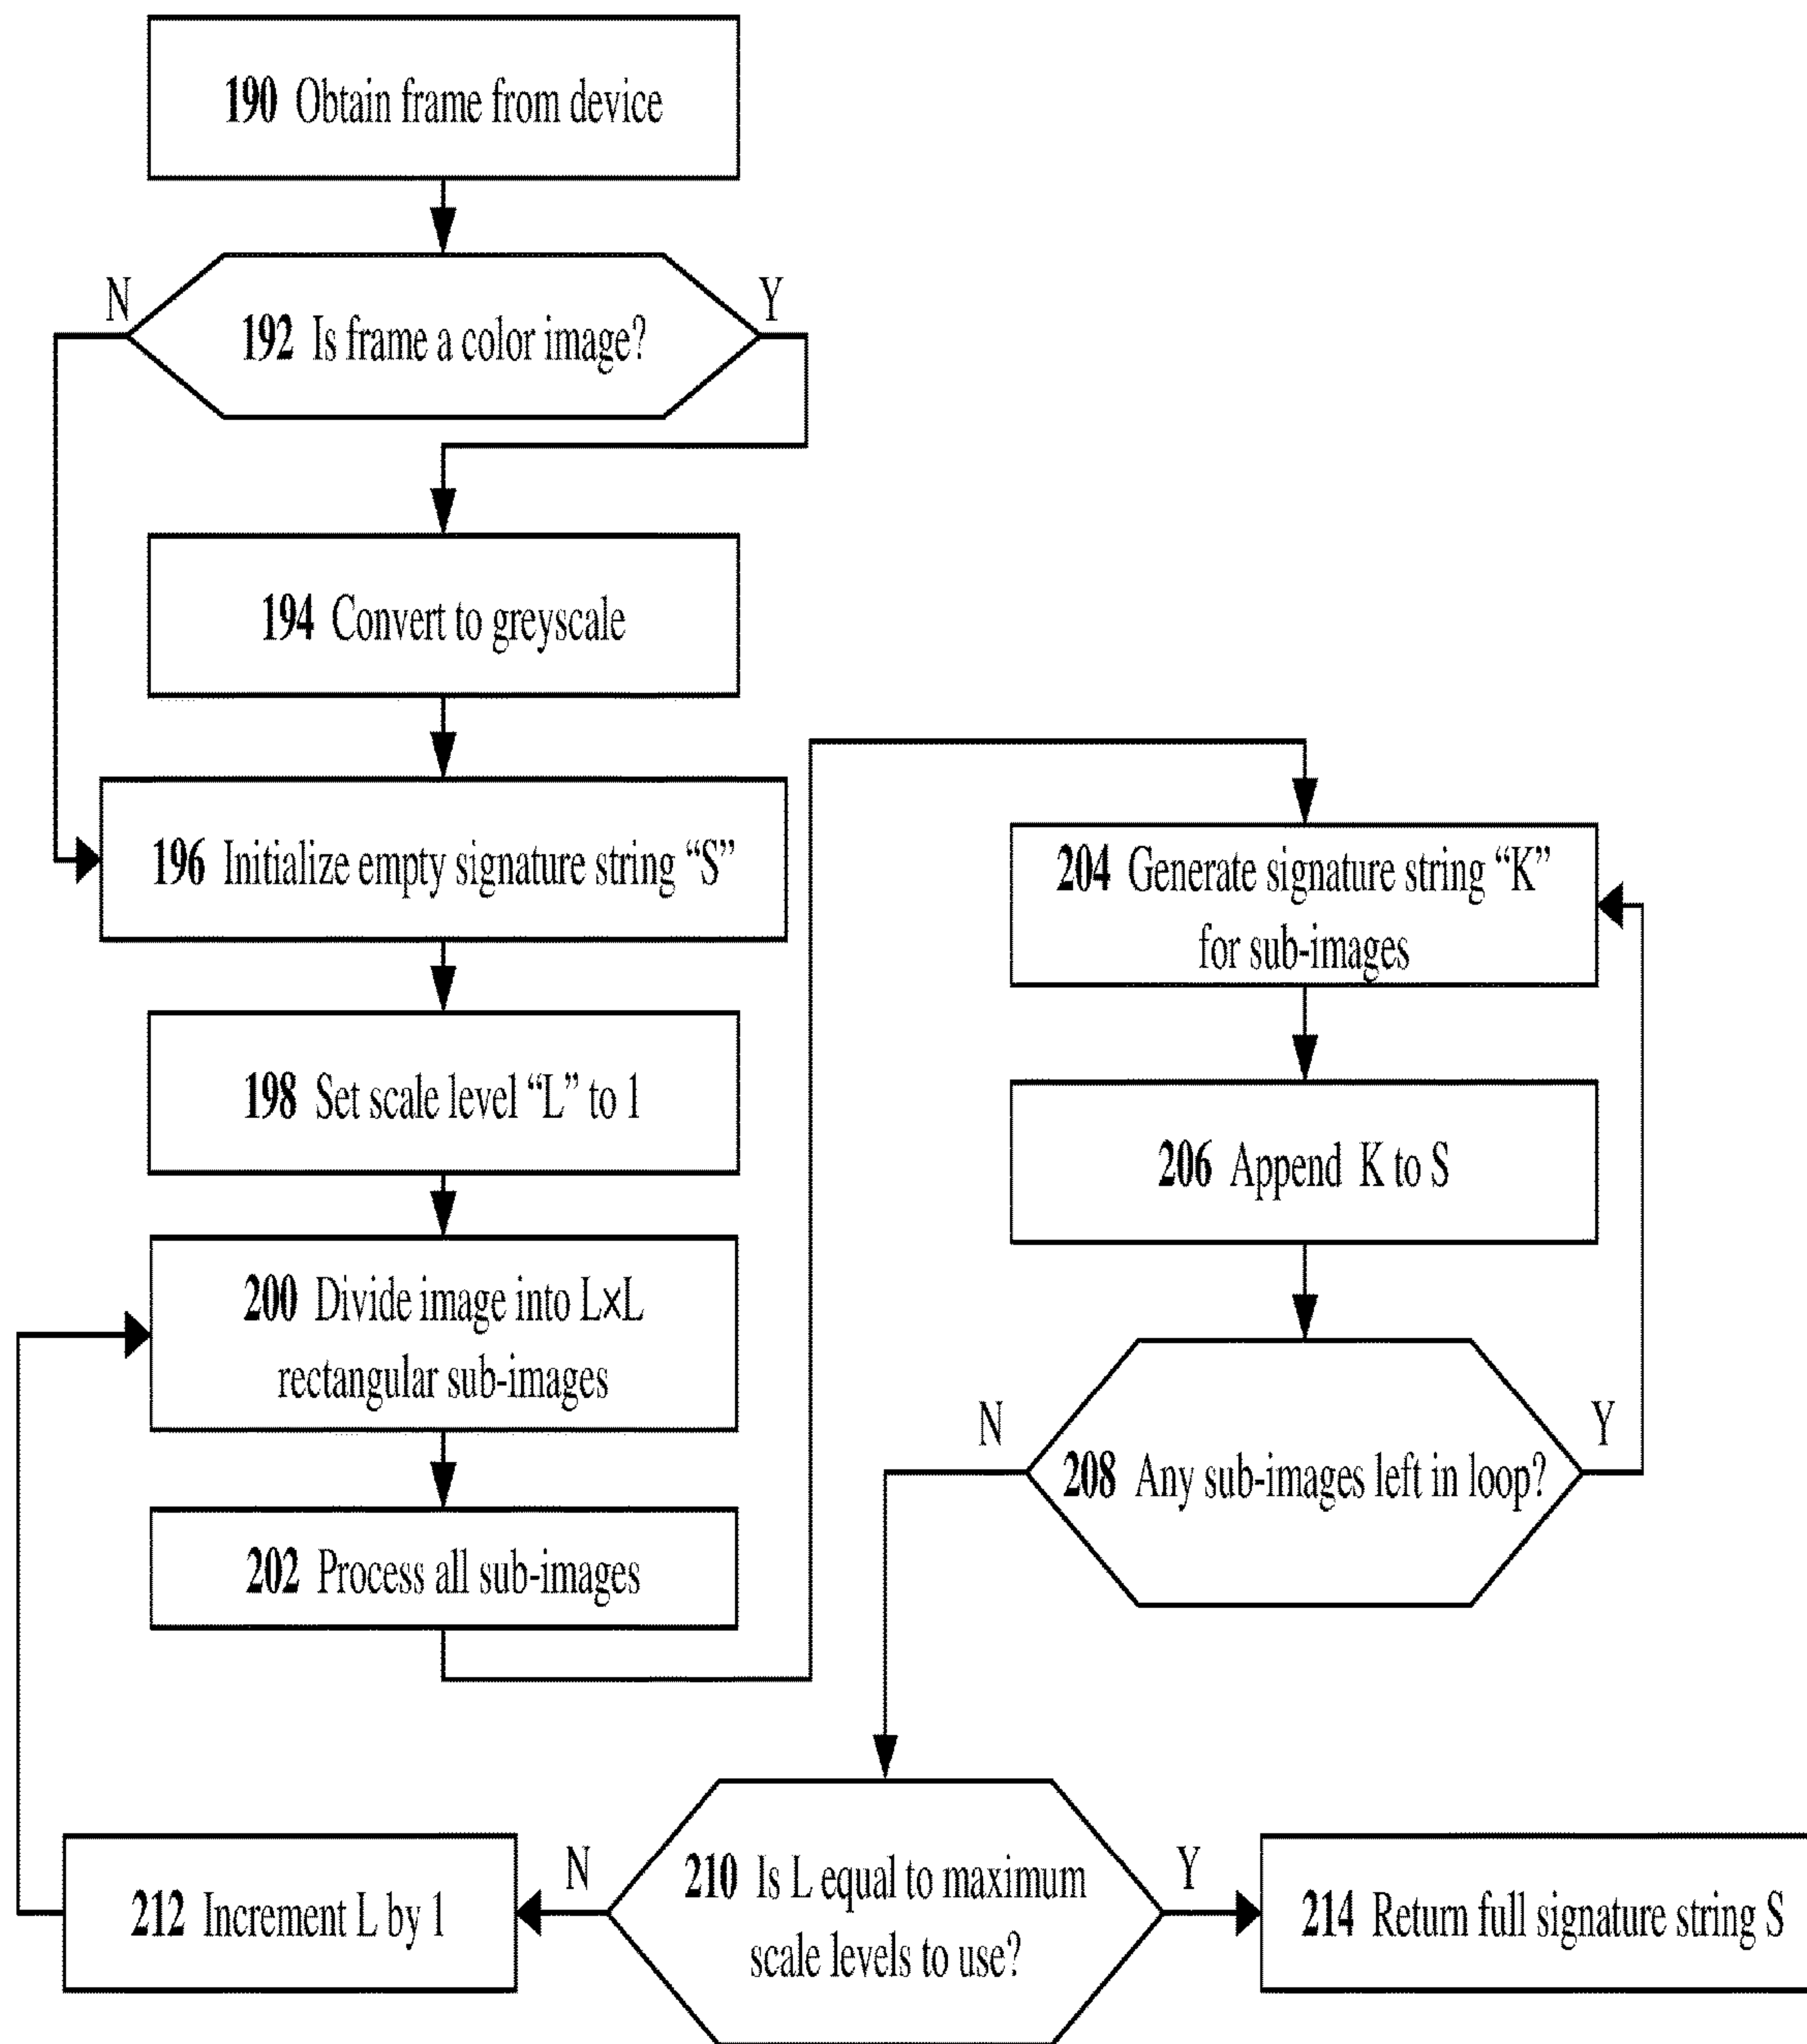 190 Obtain frame from device
N
Y
192 Is frame a color image?
194 Convert to greyscale
196 Initialize empty signature string “S”
198 Set scale level “L” to 1
200 Divide image into L×L
rectangular sub-images
202 Process all sub-images
204 Generate signature string “K”
for sub-images
206 Append K to S
N
Y
208 Any sub-images left in loop?
212 Increment L by 1
N
210 Is L equal to maximum
scale levels to use?
Y
214 Return full signature string S